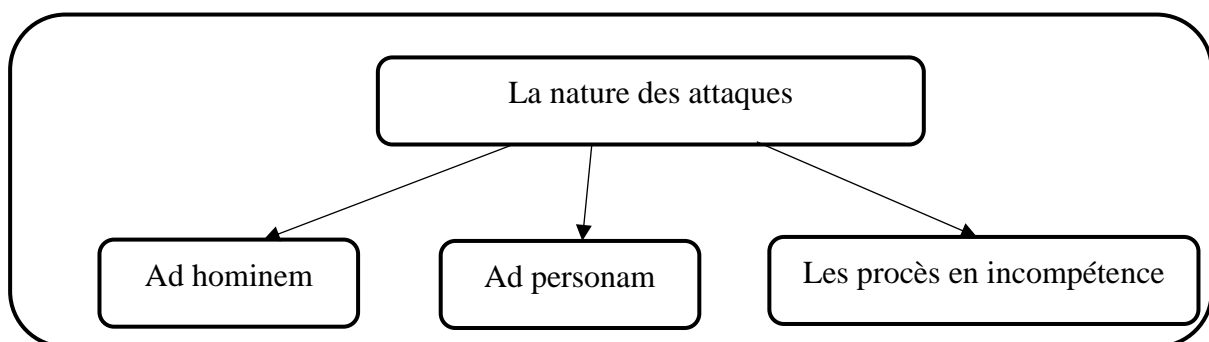 La nature des attaques
Ad hominem
Ad personam
Les procès en incompétence